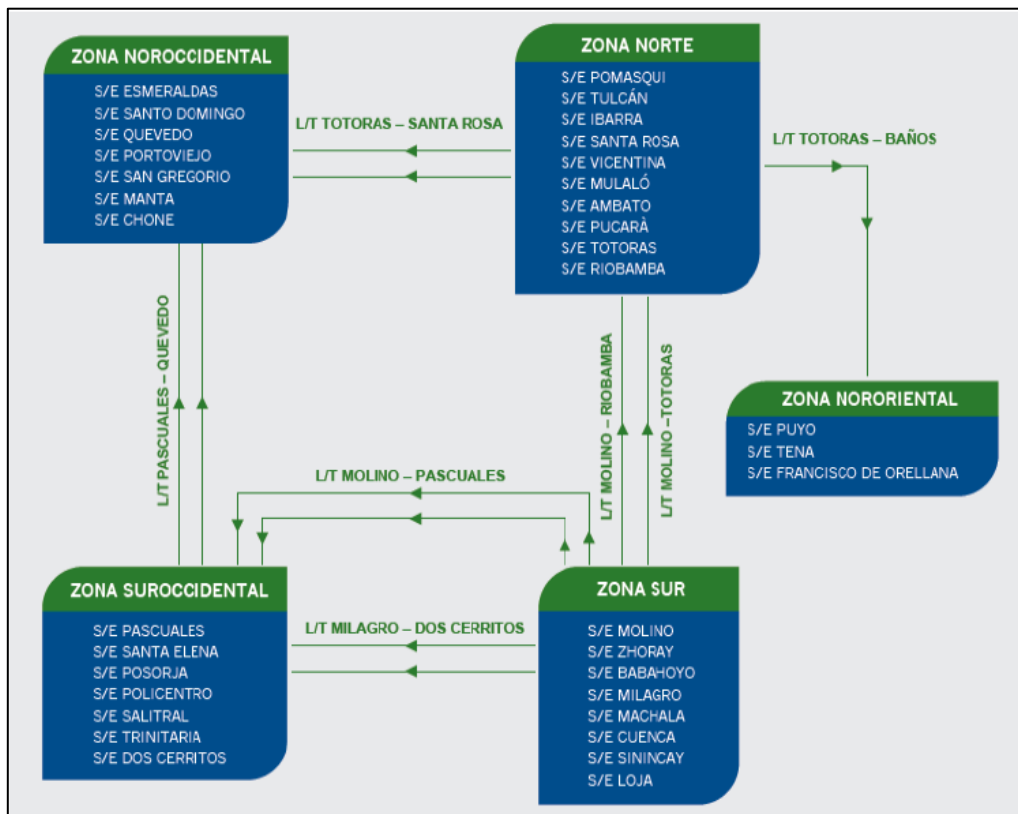 ZONA NOROCCIDENTAL
S/E ESMERALDAS
S/E SANTO DOMINGO
S/E QUEVEDO
S/E PORTOVIEJO
S/E SAN GREGORIO
S/E MANTA
S/E CHONE
L/T TOTORAS – SANTA ROSA
ZONA NORTE
S/E POMASQUI
S/E TULCÁN
S/E IBARRA
S/E SANTA ROSA
S/E VICENTINA
S/E MULALÓ
S/E AMBATO
S/E PUCARÀ
S/E TOTORAS
S/E RIOBAMBA
L/T TOTORAS – BAÑOS
L/T PASCUALES – QUEVEDO
L/T MOLINO – RIOBAMBA
L/T MOLINO –TOTORAS
ZONA NORORIENTAL
S/E PUYO
S/E TENA
S/E FRANCISCO DE ORELLANA
L/T MOLINO – PASCUALES
ZONA SUROCCIDENTAL
S/E PASCUALES
S/E SANTA ELENA
S/E POSORJA
S/E POLICENTRO
S/E SALITRAL
S/E TRINITARIA
S/E DOS CERRITOS
L/T MILAGRO – DOS CERRITOS
ZONA SUR
S/E MOLINO
S/E ZHORAY
S/E BABAHOYO
S/E MILAGRO
S/E MACHALA
S/E CUENCA
S/E SININCAY
S/E LOJA